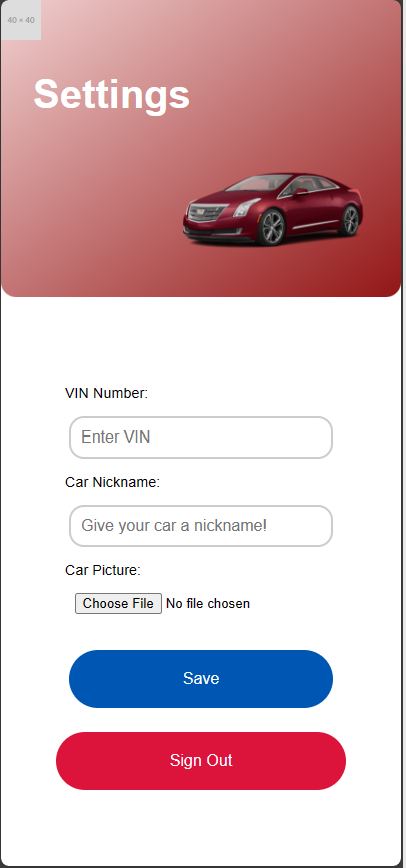 40 × 40
Settings
VIN Number:
Enter VIN
Car Nickname:
Give your car a nickname!
Car Picture:
Choose File No file chosen
Save
Sign Out